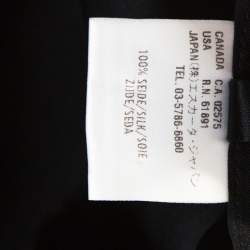 CANADA C.A. 02575
USA R.N. 61891
JAPAN(株)エスカーダ・ジャパン
TEL. 03-5786-6860
100% SEIDE/SILK/SOIE
ZIJDE/SEDA